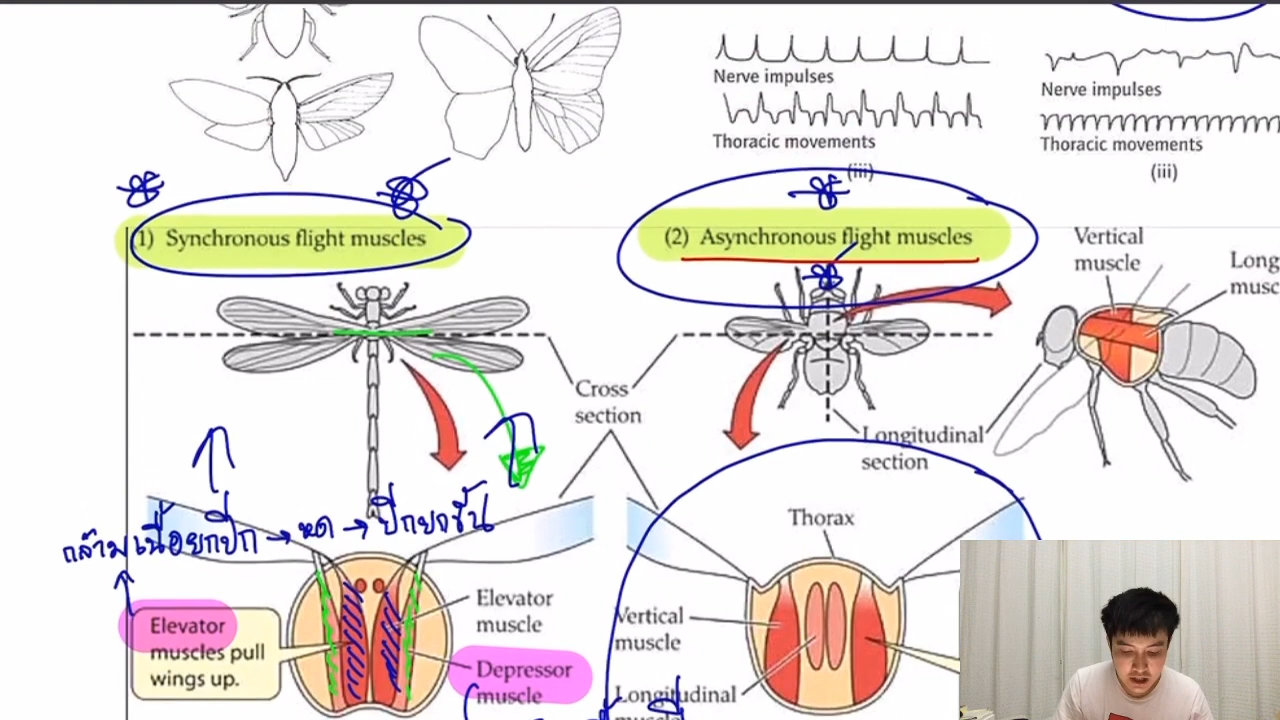 Nerve impulses
Thoracic movements
(iii)
Nerve impulses
Thoracic movements
(iii)
(1) Synchronous flight muscles
(2) Asynchronous flight muscles
Vertical
muscle
Cross
section
Longitudinal
section
กล้ามเนื้อยกปีก → หด → ปีกยกขึ้น
Elevator
muscles pull
wings up.
Elevator
muscle
Depressor
muscle
Thorax
Vertical
muscle
Longitudinal